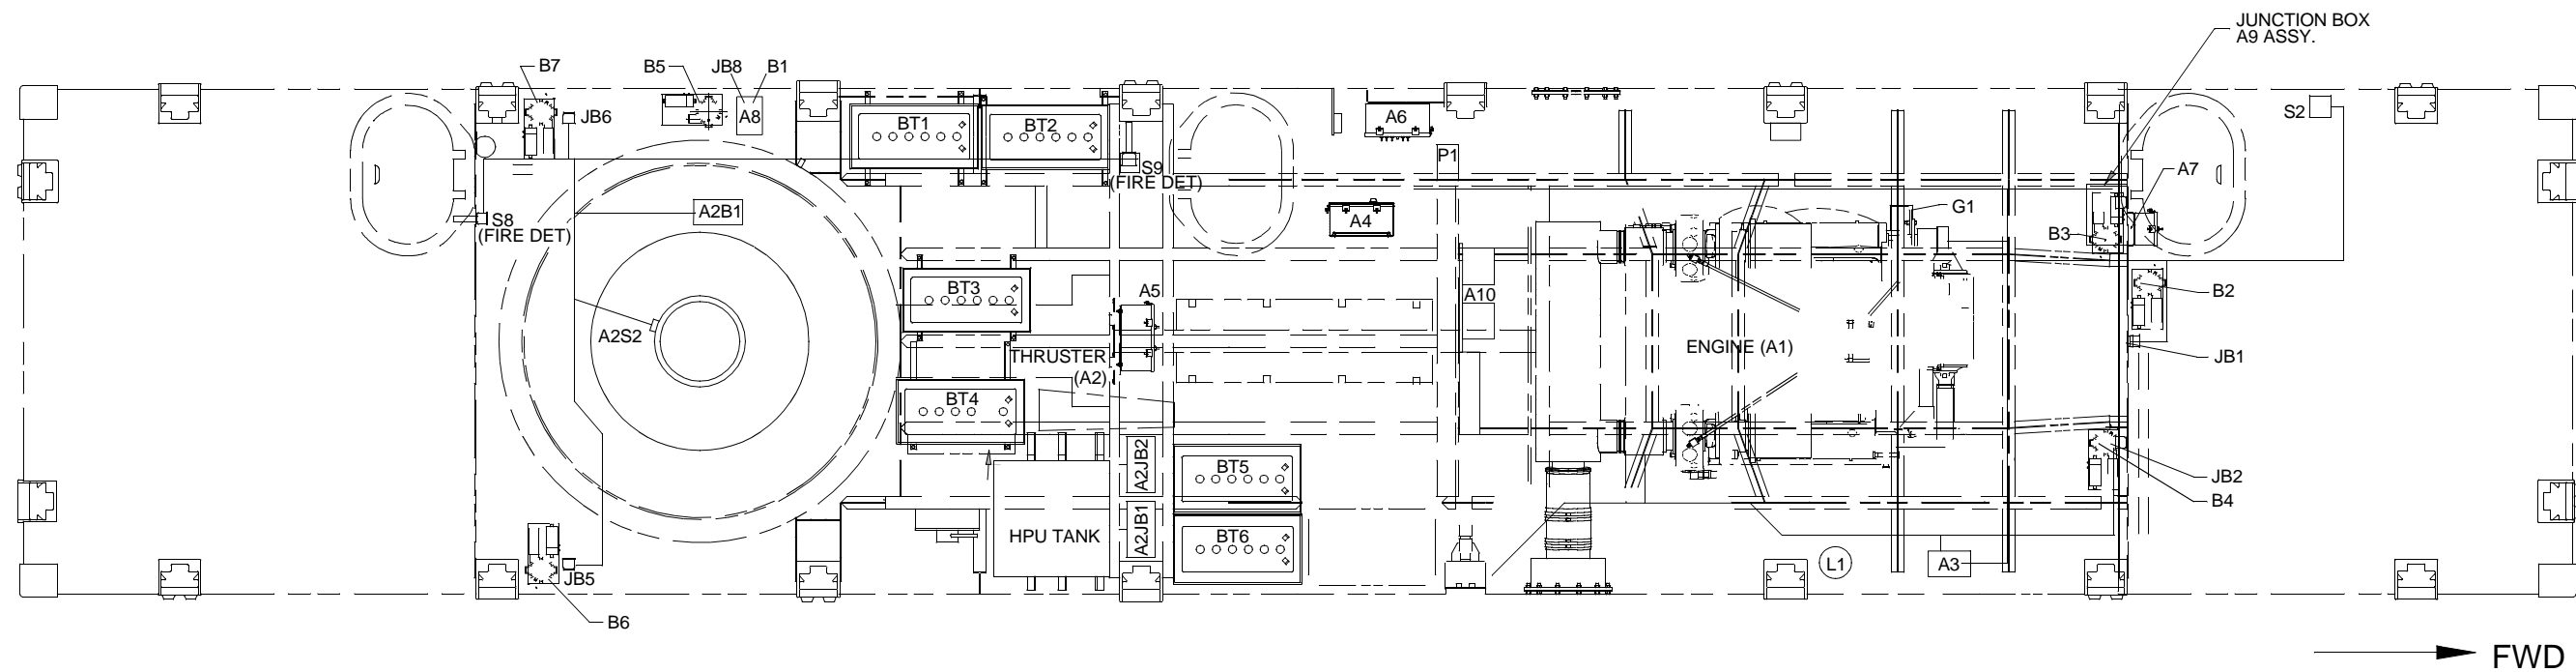 JUNCTION BOX
A9 ASSY.
B7
B5
JB8
B1
JB6
A8
BT1
BT2
A6
S2
P1
S9
(FIRE DET)
A7
A2B1
S8
(FIRE DET)
A4
G1
B3
BT3
A5
A10
B2
A2S2
THRUSTER
(A2)
ENGINE (A1)
JB1
BT4
A2JB2
BT5
JB2
B4
A2JB1
HPU TANK
BT6
L1
A3
JB5
B6
FWD